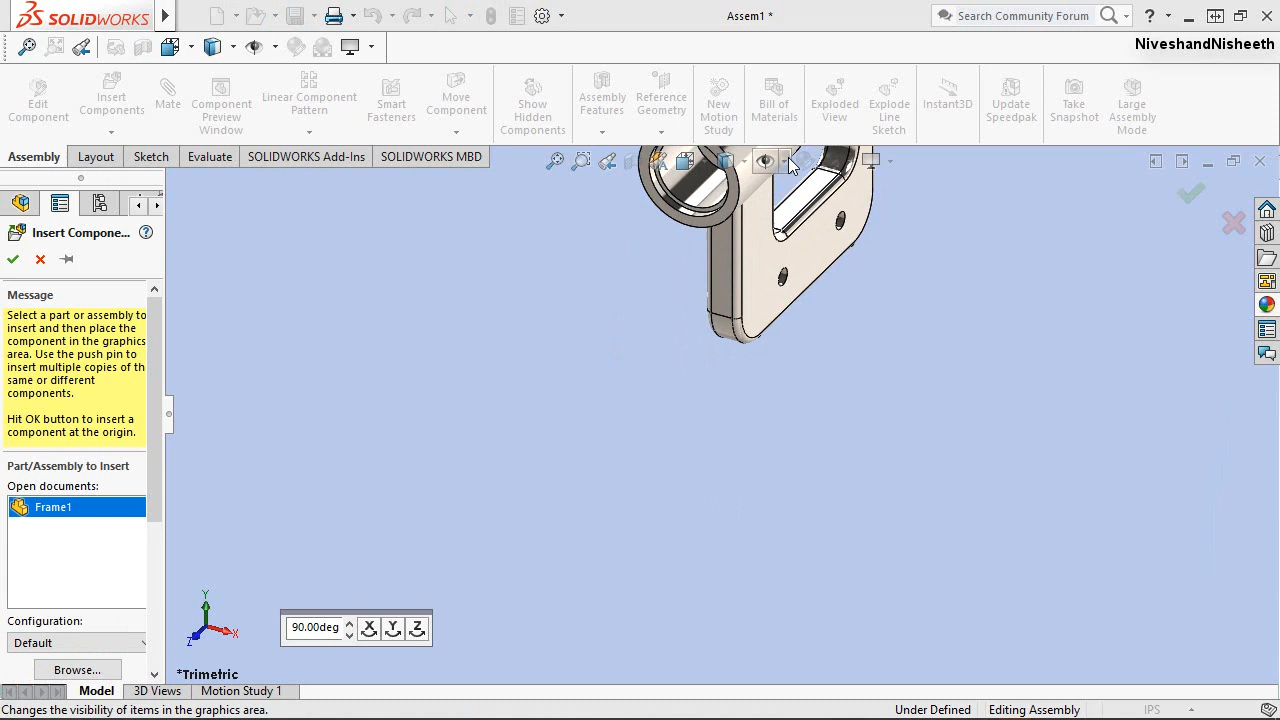 SOLIDWORKS
Assem1 *
Search Community Forum
?
NiveshandNisheeth
Edit Component
Insert Components
Mate
Component Preview Window
Linear Component Pattern
Smart Fasteners
Move Component
Show Hidden Components
Assembly Features
Reference Geometry
New Motion Study
Bill of Materials
Exploded View
Explode Line Sketch
Instant3D
Update Speedpak
Take Snapshot
Large Assembly Mode
Assembly
Layout
Sketch
Evaluate
SOLIDWORKS Add-Ins
SOLIDWORKS MBD
Insert Compone...
?
Message
Select a part or assembly to
insert and then place the
component in the graphics
area. Use the push pin to
insert multiple copies of th
same or different
components.
Hit OK button to insert a
component at the origin.
Part/Assembly to Insert
Open documents:
Frame1
Configuration:
Default
Browse...
Y
X
Z
90.00deg
X
Y
Z
*Trimetric
Model
3D Views
Motion Study 1
Changes the visibility of items in the graphics area.
Under Defined
Editing Assembly
IPS